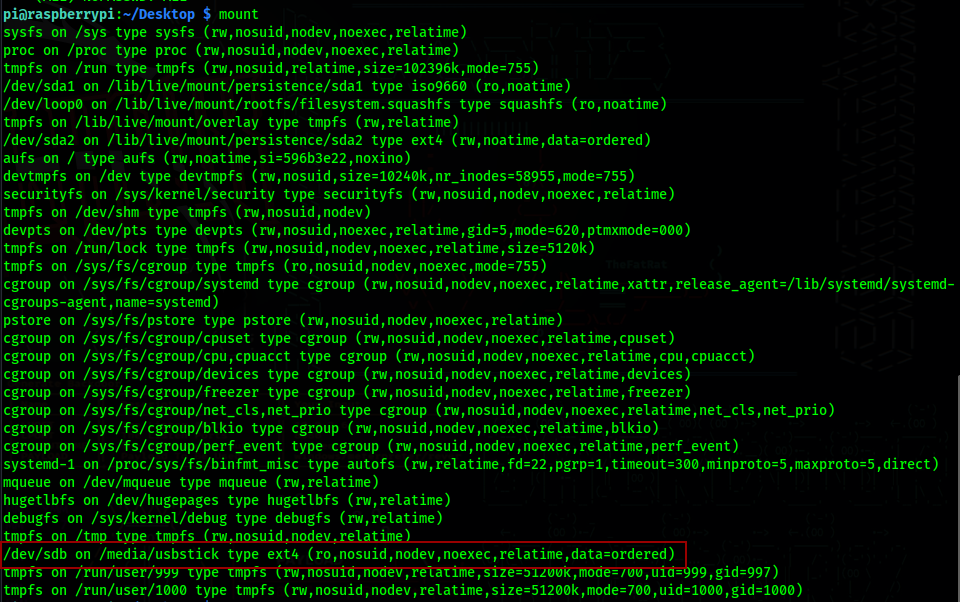 pi@raspberrypi:~/Desktop $ mount
sysfs on /sys type sysfs (rw,nosuid,nodev,noexec,relatime)
proc on /proc type proc (rw,nosuid,nodev,noexec,relatime)
tmpfs on /run type tmpfs (rw,nosuid,relatime,size=102396k,mode=755)
/dev/sda1 on /lib/live/mount/persistence/sda1 type iso9660 (ro,noatime)
/dev/loop0 on /lib/live/mount/rootfs/filesystem.squashfs type squashfs (ro,noatime)
tmpfs on /lib/live/mount/overlay type tmpfs (rw,relatime)
/dev/sda2 on /lib/live/mount/persistence/sda2 type ext4 (rw,noatime,data=ordered)
aufs on / type aufs (rw,noatime,si=596b3e22,noxino)
devtmpfs on /dev type devtmpfs (rw,nosuid,size=10240k,nr_inodes=58955,mode=755)
securityfs on /sys/kernel/security type securityfs (rw,nosuid,nodev,noexec,relatime)
tmpfs on /dev/shm type tmpfs (rw,nosuid,nodev)
devpts on /dev/pts type devpts (rw,nosuid,noexec,relatime,gid=5,mode=620,ptmxmode=000)
tmpfs on /run/lock type tmpfs (rw,nosuid,nodev,noexec,relatime,size=5120k)
tmpfs on /sys/fs/cgroup type tmpfs (ro,nosuid,nodev,noexec,mode=755)
cgroup on /sys/fs/cgroup/systemd type cgroup (rw,nosuid,nodev,noexec,relatime,xattr,release_agent=/lib/systemd/systemd-
cgroups-agent,name=systemd)
pstore on /sys/fs/pstore type pstore (rw,nosuid,nodev,noexec,relatime)
cgroup on /sys/fs/cgroup/cpuset type cgroup (rw,nosuid,nodev,noexec,relatime,cpuset)
cgroup on /sys/fs/cgroup/cpu,cpuacct type cgroup (rw,nosuid,nodev,noexec,relatime,cpu,cpuacct)
cgroup on /sys/fs/cgroup/devices type cgroup (rw,nosuid,nodev,noexec,relatime,devices)
cgroup on /sys/fs/cgroup/freezer type cgroup (rw,nosuid,nodev,noexec,relatime,freezer)
cgroup on /sys/fs/cgroup/net_cls,net_prio type cgroup (rw,nosuid,nodev,noexec,relatime,net_cls,net_prio)
cgroup on /sys/fs/cgroup/blkio type cgroup (rw,nosuid,nodev,noexec,relatime,blkio)
cgroup on /sys/fs/cgroup/perf_event type cgroup (rw,nosuid,nodev,noexec,relatime,perf_event)
systemd-1 on /proc/sys/fs/binfmt_misc type autofs (rw,relatime,fd=22,pgrp=1,timeout=300,minproto=5,maxproto=5,direct)
mqueue on /dev/mqueue type mqueue (rw,relatime)
hugetlbfs on /dev/hugepages type hugetlbfs (rw,relatime)
debugfs on /sys/kernel/debug type debugfs (rw,relatime)
tmpfs on /tmp type tmpfs (rw,nosuid,nodev,relatime)
/dev/sdb on /media/usbstick type ext4 (ro,nosuid,nodev,noexec,relatime,data=ordered)
tmpfs on /run/user/999 type tmpfs (rw,nosuid,nodev,relatime,size=51200k,mode=700,uid=999,gid=997)
tmpfs on /run/user/1000 type tmpfs (rw,nosuid,nodev,relatime,size=51200k,mode=700,uid=1000,gid=1000)